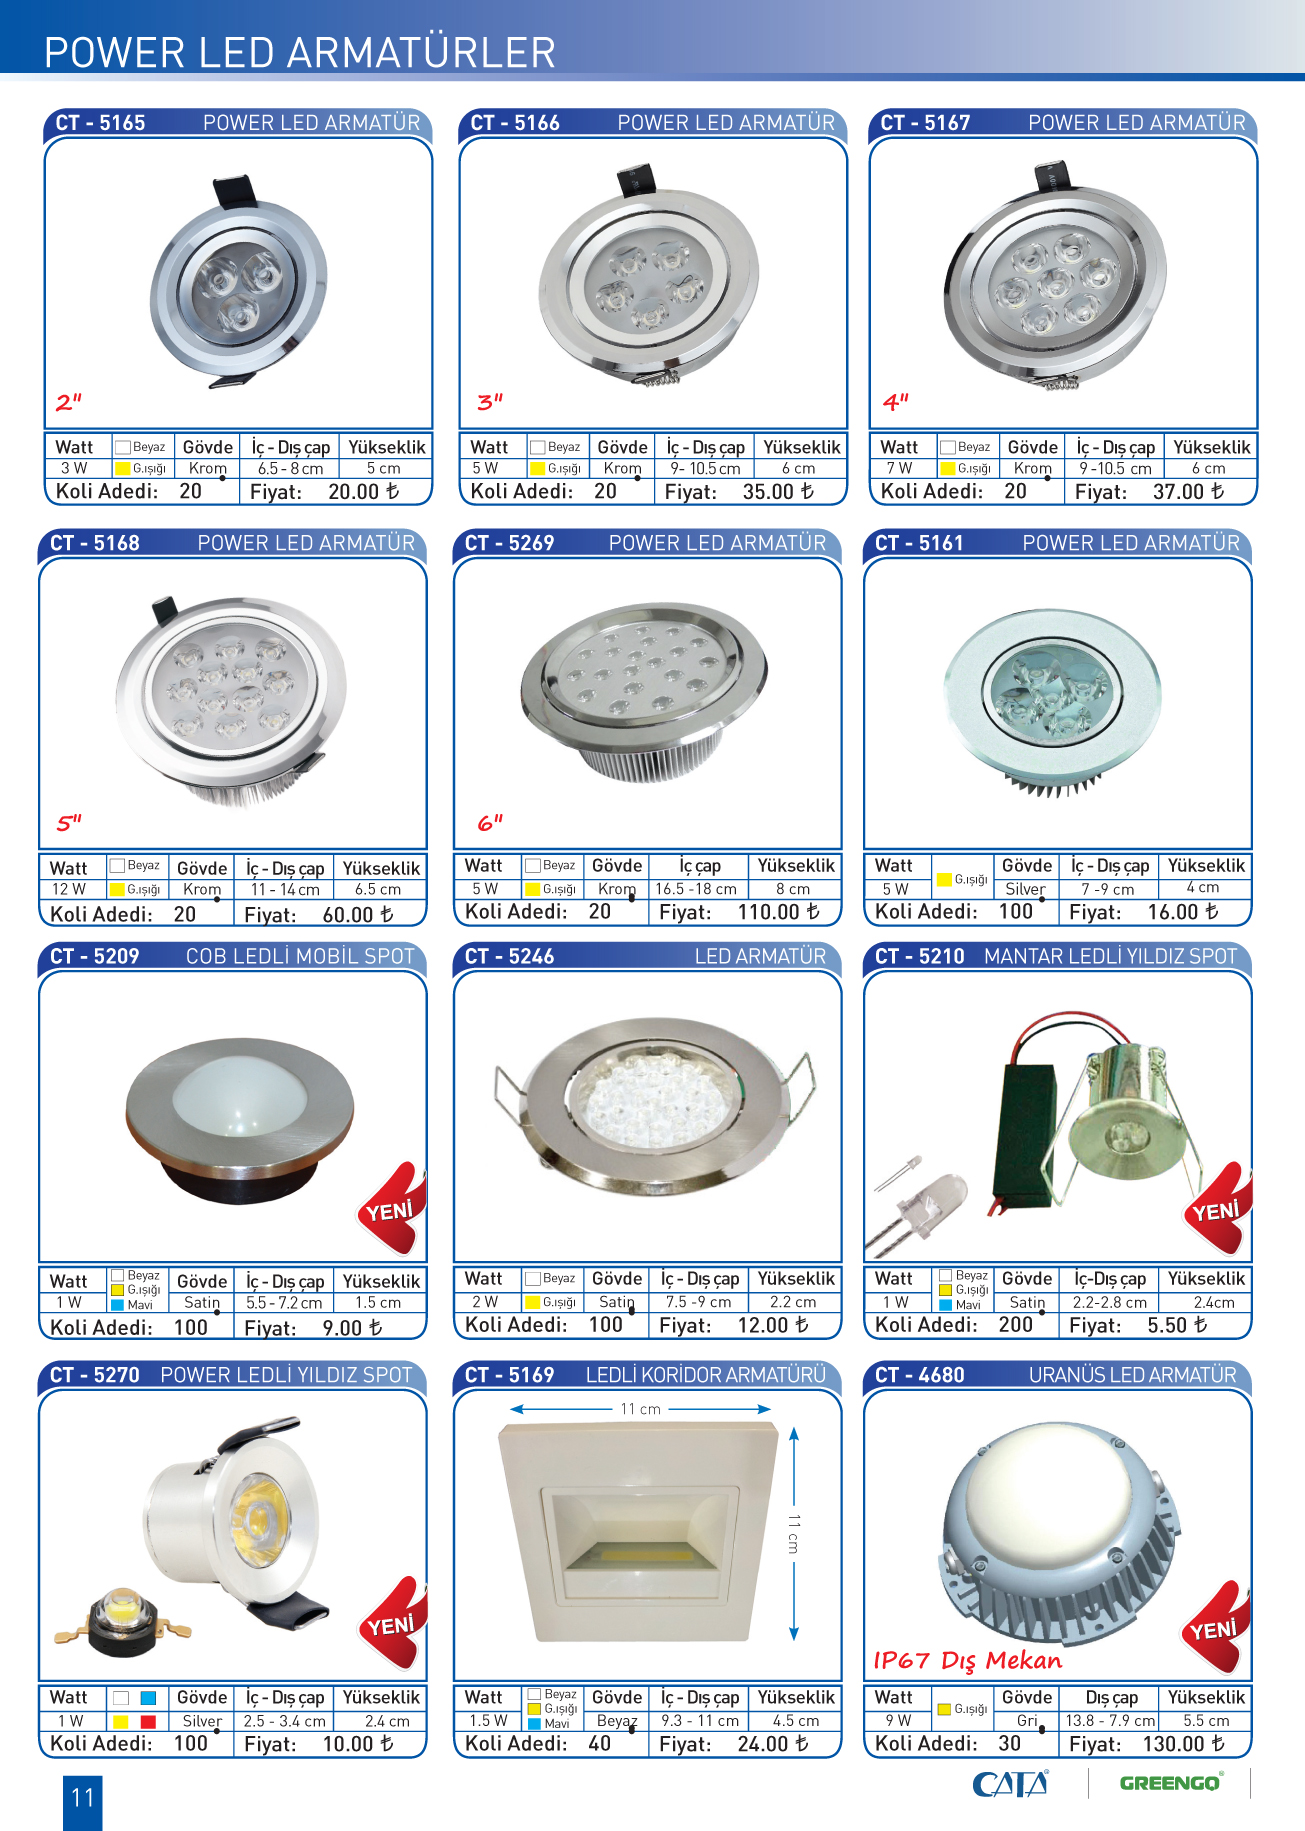 POWER LED ARMATÜRLER
CT - 5165 POWER LED ARMATÜR
2"
Watt Beyaz Gövde İç - Dış çap Yükseklik
3 W G.ışığı Krom 6.5 - 8 cm 5 cm
Koli Adedi: 20 Fiyat: 20.00 ₺
CT - 5166 POWER LED ARMATÜR
3"
Watt Beyaz Gövde İç - Dış çap Yükseklik
5 W G.ışığı Krom 9- 10.5 cm 6 cm
Koli Adedi: 20 Fiyat: 35.00 ₺
CT - 5167 POWER LED ARMATÜR
4"
Watt Beyaz Gövde İç - Dış çap Yükseklik
7 W G.ışığı Krom 9 -10.5 cm 6 cm
Koli Adedi: 20 Fiyat: 37.00 ₺
CT - 5168 POWER LED ARMATÜR
5"
Watt Beyaz Gövde İç - Dış çap Yükseklik
12 W G.ışığı Krom 11 - 14 cm 6.5 cm
Koli Adedi: 20 Fiyat: 60.00 ₺
CT - 5269 POWER LED ARMATÜR
6"
Watt Beyaz Gövde İç çap Yükseklik
5 W G.ışığı Krom 16.5 -18 cm 8 cm
Koli Adedi: 20 Fiyat: 110.00 ₺
CT - 5161 POWER LED ARMATÜR
Watt G.ışığı Gövde İç - Dış çap Yükseklik
5 W Silver 7 -9 cm 4 cm
Koli Adedi: 100 Fiyat: 16.00 ₺
CT - 5209 COB LEDLİ MOBİL SPOT
YENİ
Watt Beyaz Gövde İç - Dış çap Yükseklik
G.ışığı
1 W Mavi Satin 5.5 - 7.2 cm 1.5 cm
Koli Adedi: 100 Fiyat: 9.00 ₺
CT - 5246 LED ARMATÜR
Watt Beyaz Gövde İç - Dış çap Yükseklik
2 W G.ışığı Satin 7.5 -9 cm 2.2 cm
Koli Adedi: 100 Fiyat: 12.00 ₺
CT - 5210 MANTAR LEDLİ YILDIZ SPOT
YENİ
Watt Beyaz Gövde İç-Dış çap Yükseklik
G.ışığı
1 W Mavi Satin 2.2-2.8 cm 2.4cm
Koli Adedi: 200 Fiyat: 5.50 ₺
CT - 5270 POWER LEDLİ YILDIZ SPOT
YENİ
Watt Gövde İç - Dış çap Yükseklik
1 W Silver 2.5 - 3.4 cm 2.4 cm
Koli Adedi: 100 Fiyat: 10.00 ₺
CT - 5169 LEDLİ KORİDOR ARMATÜRÜ
11 cm
11 cm
Watt Beyaz Gövde İç - Dış çap Yükseklik
G.ışığı
1.5 W Mavi Beyaz 9.3 - 11 cm 4.5 cm
Koli Adedi: 40 Fiyat: 24.00 ₺
CT - 4680 URANÜS LED ARMATÜR
YENİ
IP67 Dış Mekan
Watt G.ışığı Gövde Dış çap Yükseklik
9 W Gri 13.8 - 7.9 cm 5.5 cm
Koli Adedi: 30 Fiyat: 130.00 ₺
11
CATA® GREENGO®